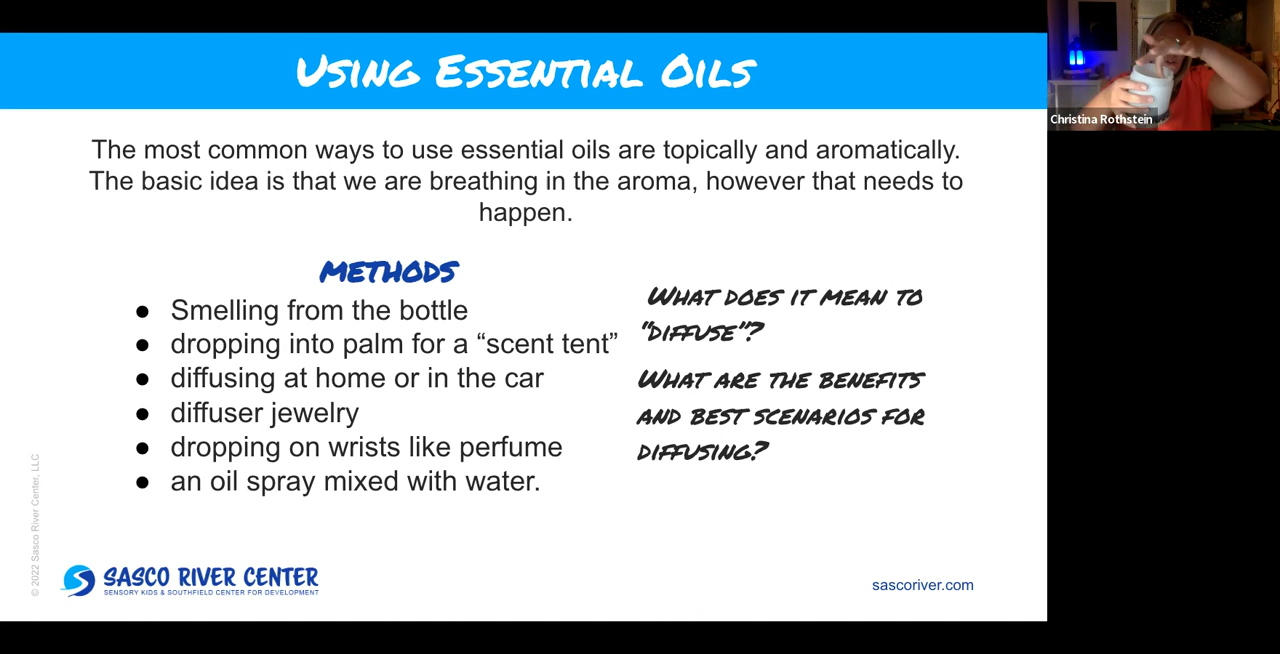 Using Essential Oils
Christina Rothstein
The most common ways to use essential oils are topically and aromatically.
The basic idea is that we are breathing in the aroma, however that needs to
happen.
METHODS
● Smelling from the bottle
● dropping into palm for a “scent tent”
● diffusing at home or in the car
● diffuser jewelry
● dropping on wrists like perfume
● an oil spray mixed with water.
What does it mean to
“diffuse”?
What are the benefits
and best scenarios for
diffusing?
© 2022 Sasco River Center, LLC
SASCO RIVER CENTER
SENSORY KIDS & SOUTHFIELD CENTER FOR DEVELOPMENT
sascoriver.com